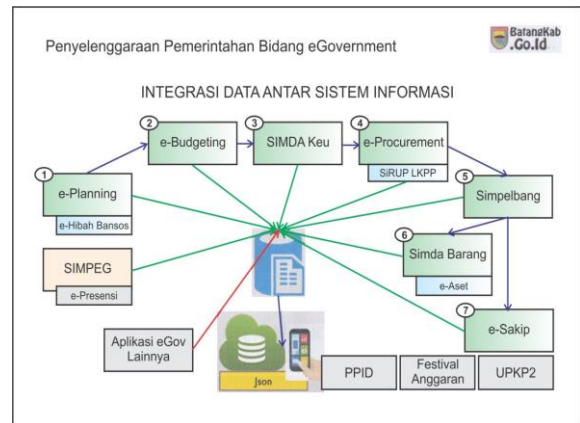 Penyelenggaraan Pemerintahan Bidang eGovernment
BatangKab
.Go.Id
INTEGRASI DATA ANTAR SISTEM INFORMASI
2
e-Budgeting
3
SIMDA Keu
4
e-Procurement
SiRUP LKPP
1
e-Planning
e-Hibah Bansos
5
Simpelbang
6
Simda Barang
e-Aset
SIMPEG
e-Presensi
7
e-Sakip
Aplikasi eGov
Lainnya
Json
PPID
Festival
Anggaran
UPKP2